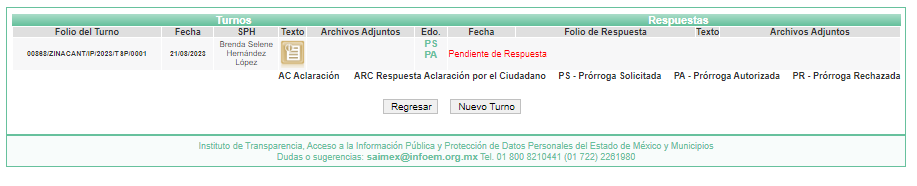 Turnos Respuestas
Folio del Turno Fecha SPH Texto Archivos Adjuntos Edo. Fecha Folio de Respuesta Texto Archivos Adjuntos
00868/ZINACANT/IP/2023/TSP/0001 21/08/2023 Brenda Selene Hernández López PS PA Pendiente de Respuesta
AC Aclaración ARC Respuesta Aclaración por el Ciudadano PS - Prórroga Solicitada PA - Prórroga Autorizada PR - Prórroga Rechazada
Regresar Nuevo Turno
Instituto de Transparencia, Acceso a la Información Pública y Protección de Datos Personales del Estado de México y Municipios
Dudas o sugerencias: saimex@infoem.org.mx Tel. 01 800 8210441 (01 722) 2261980